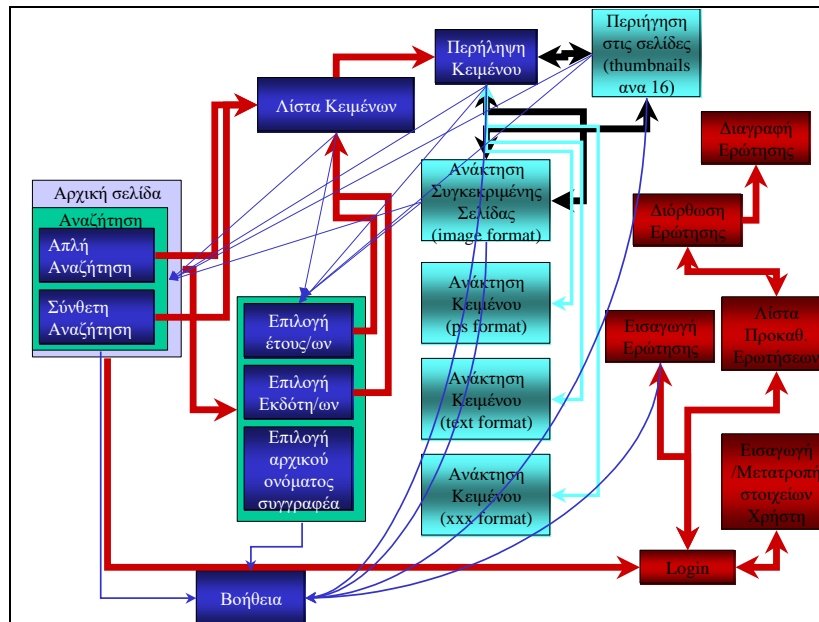 Περήληψη
Κειμένου
Περιήγηση
στις σελίδες
(thumbnails
ανα 16)
Λίστα Κειμένων
Διαγραφή
Ερώτησης
Αρχική σελίδα
Αναζήτηση
Απλή
Αναζήτηση
Σύνθετη
Αναζήτηση
Ανάκτηση
Συγκεκριμένης
Σελίδας
(image format)
Διόρθωση
Ερώτησης
Ανάκτηση
Κειμένου
(ps format)
Επιλογή
έτους/ων
Επιλογή
Εκδότη/ων
Επιλογή
αρχικού
ονόματος
συγγραφέα
Εισαγωγή
Ερώτησης
Λίστα
Προκαθ.
Ερωτήσεων
Ανάκτηση
Κειμένου
(text format)
Ανάκτηση
Κειμένου
(xxx format)
Εισαγωγή
/Μετατροπή
στοιχείων
Χρήστη
Login
Βοήθεια